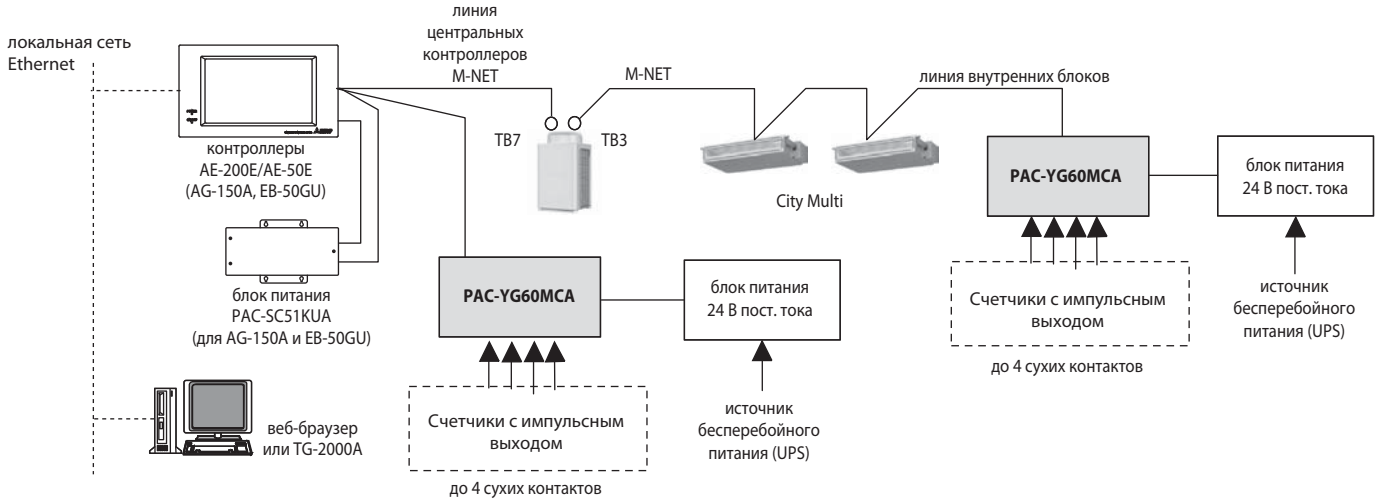 локальная сеть
Ethernet
линия
центральных
контроллеров
M-NET
M-NET
линия внутренних блоков
TB7
TB3
контроллеры
AE-200E/AE-50E
(AG-150A, EB-50GU)
City Multi
PAC-YG60MCA
блок питания
24 В пост. тока
блок питания
PAC-SC51KUA
(для AG-150A и EB-50GU)
PAC-YG60MCA
блок питания
24 В пост. тока
Счетчики с импульсным
выходом
источник
бесперебойного
питания (UPS)
до 4 сухих контактов
веб-браузер
или TG-2000A
Счетчики с импульсным
выходом
источник
бесперебойного
питания (UPS)
до 4 сухих контактов